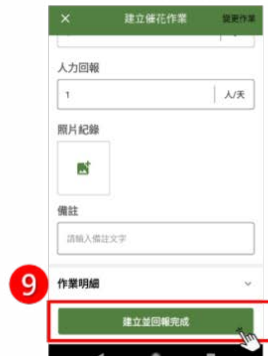 × 建立催花作業 變更作業
人力回報
1 人/天
照片紀錄
備註
請輸入備註文字
9 作業明細
建立並回報完成